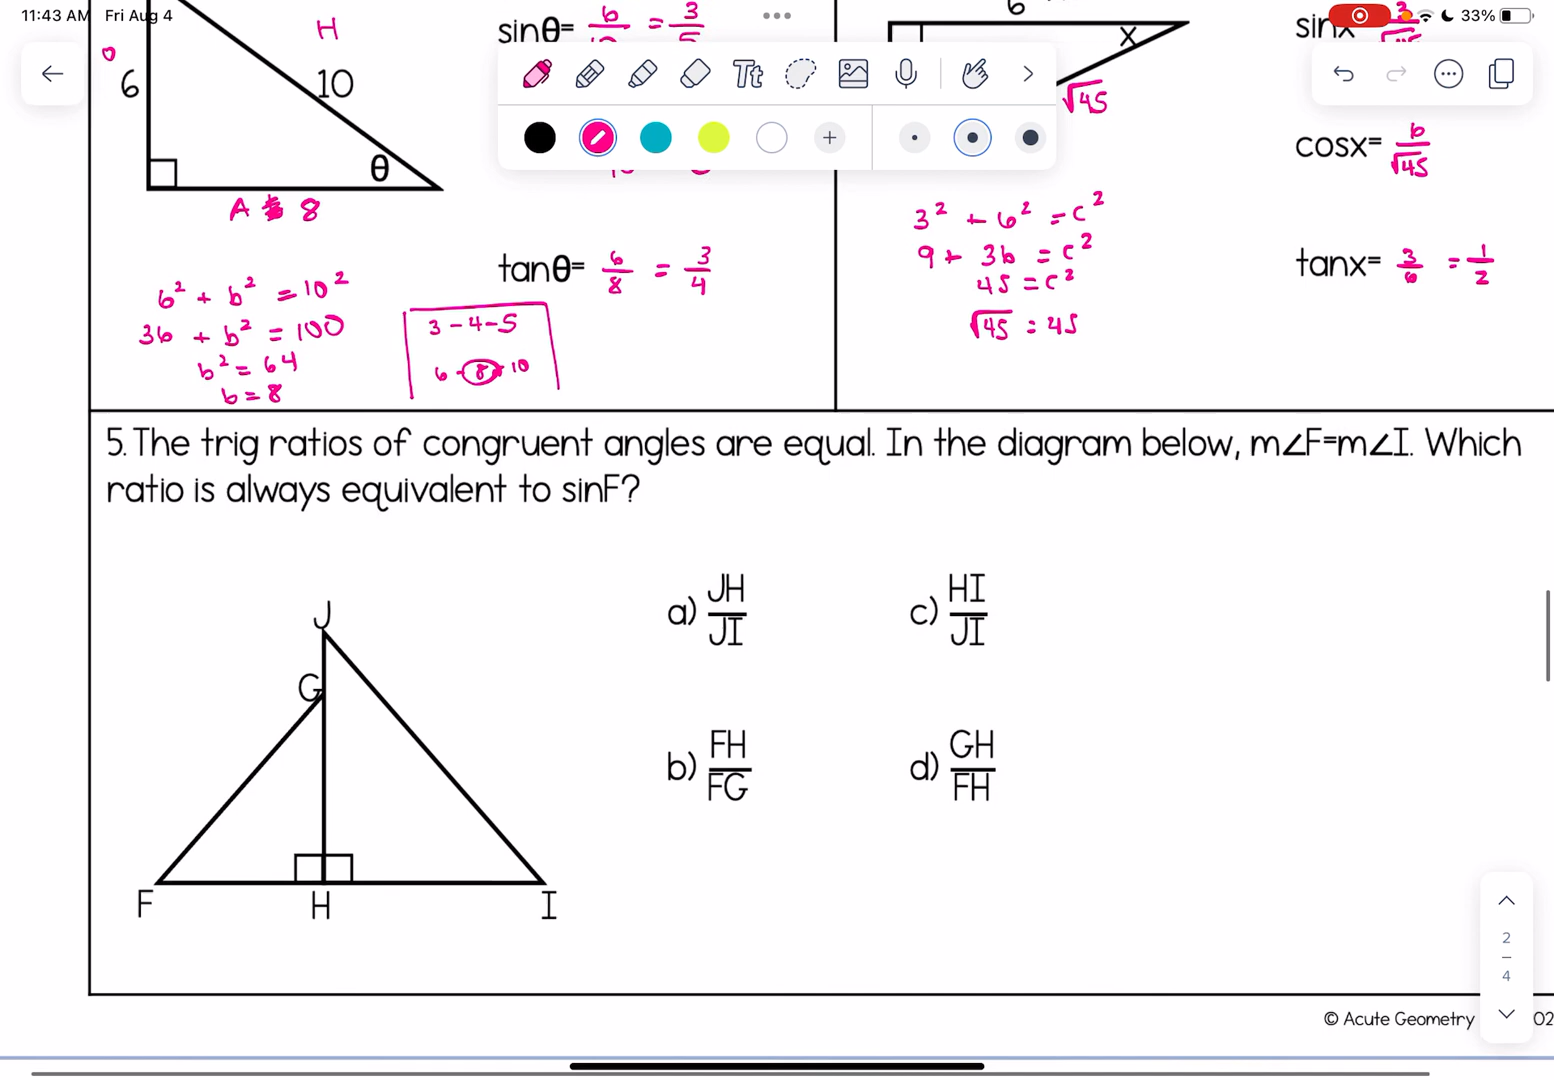 11:43 AM Fri Aug 4
33%
H
O
6
10
θ
A 8
6² + b² = 10²
36 + b² = 100
b² = 64
b = 8
sinθ= 6 = 3/5
Tt
tanθ= 6/8 = 3/4
3-4-5
6-8-10
6
x
√45
3² + 6² = c²
9 + 36 = c²
45 = c²
√45 = 45
sinx
cosx= 6/√45
tanx= 3/6 = 1/2
5. The trig ratios of congruent angles are equal. In the diagram below, m∠F=m∠I. Which
ratio is always equivalent to sinF?
J
G
F
H
I
a) JH/JI
c) HI/JI
b) FH/FG
d) GH/FH
2
4
© Acute Geometry